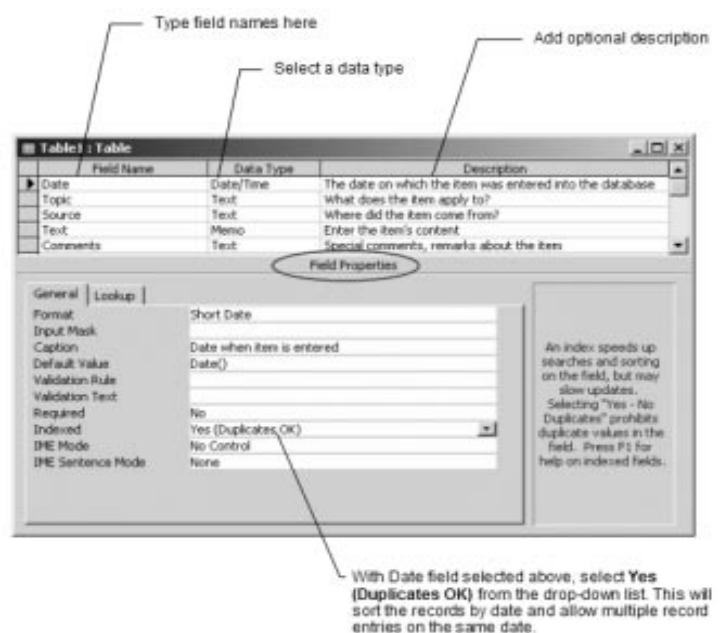 Type field names here
Add optional description
Select a data type
Table1 : Table
Field Name Data Type Description
Date Date/Time The date on which the item was entered into the database
Topic Text What does the item apply to?
Source Text Where did the item come from?
Text Memo Enter the item's content
Comments Text Special comments, remarks about the item
Field Properties
General Lookup
Format Short Date
Input Mask
Caption Date when item is entered
Default Value Date()
Validation Rule
Validation Text
Required No
Indexed Yes (Duplicates OK)
IME Mode No Control
IME Sentence Mode None
An index speeds up
searches and sorting
on the field, but may
slow updates.
Selecting "Yes - No
Duplicates" prohibits
duplicate values in the
field. Press F1 for
help on indexed fields.
With Date field selected above, select Yes
(Duplicates OK) from the drop-down list. This will
sort the records by date and allow multiple record
entries on the same date.